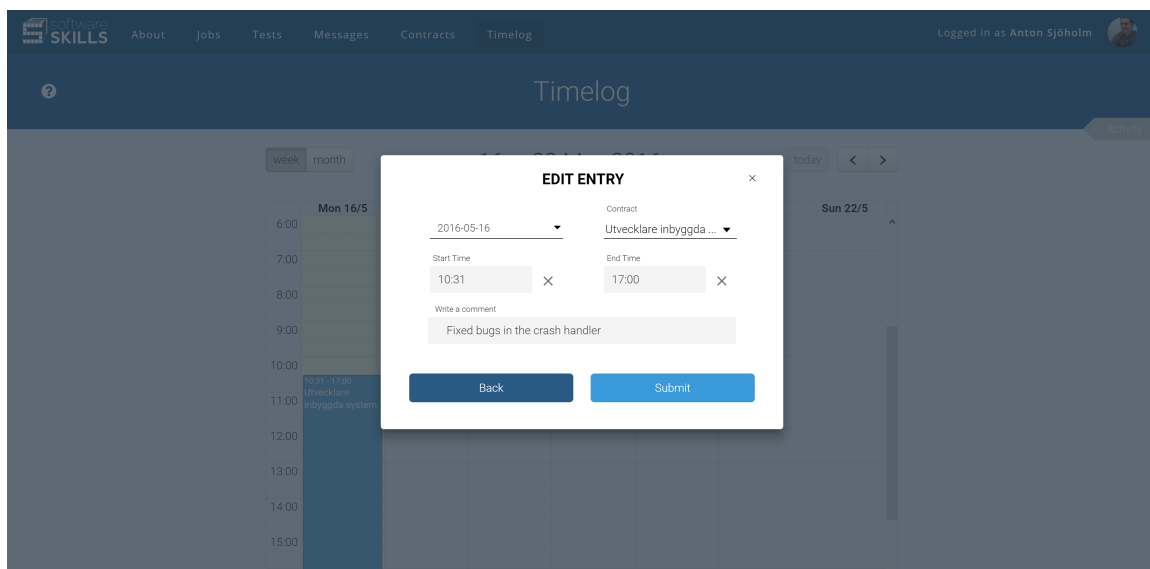 software
SKILLS
About Jobs Tests Messages Contracts Timelog
Logged in as Anton Sjöholm
?
Timelog
Activity
week month
today < >
EDIT ENTRY ×
Mon 16/5
Sun 22/5
Contract
2016-05-16
Utvecklare inbyggda ...
Start Time
End Time
10:31 ×
17:00 ×
Write a comment
Fixed bugs in the crash handler
Back
Submit
6:00
7:00
8:00
9:00
10:00
10:31 - 17:00
Utvecklare
inbyggda system
11:00
12:00
13:00
14:00
15:00